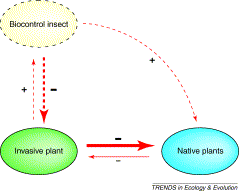 Biocontrol insect
+
+
–
–
Invasive plant
Native plants
–
TRENDS in Ecology & Evolution